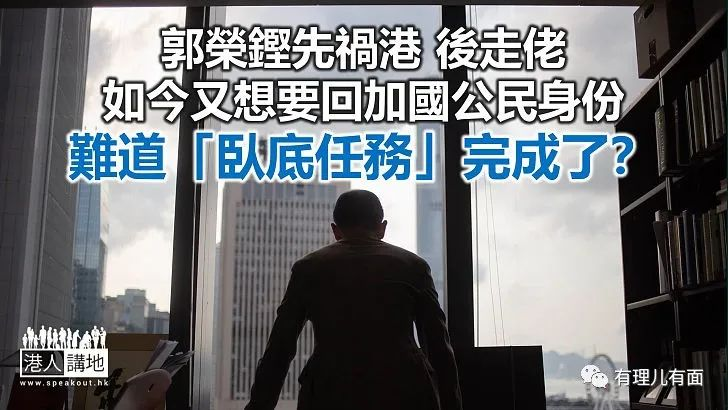 郭榮鏗先禍港 後走佬
如今又想要回加國公民身份
難道「臥底任務」完成了?
港人講地
www.speakout.hk
有理儿有面